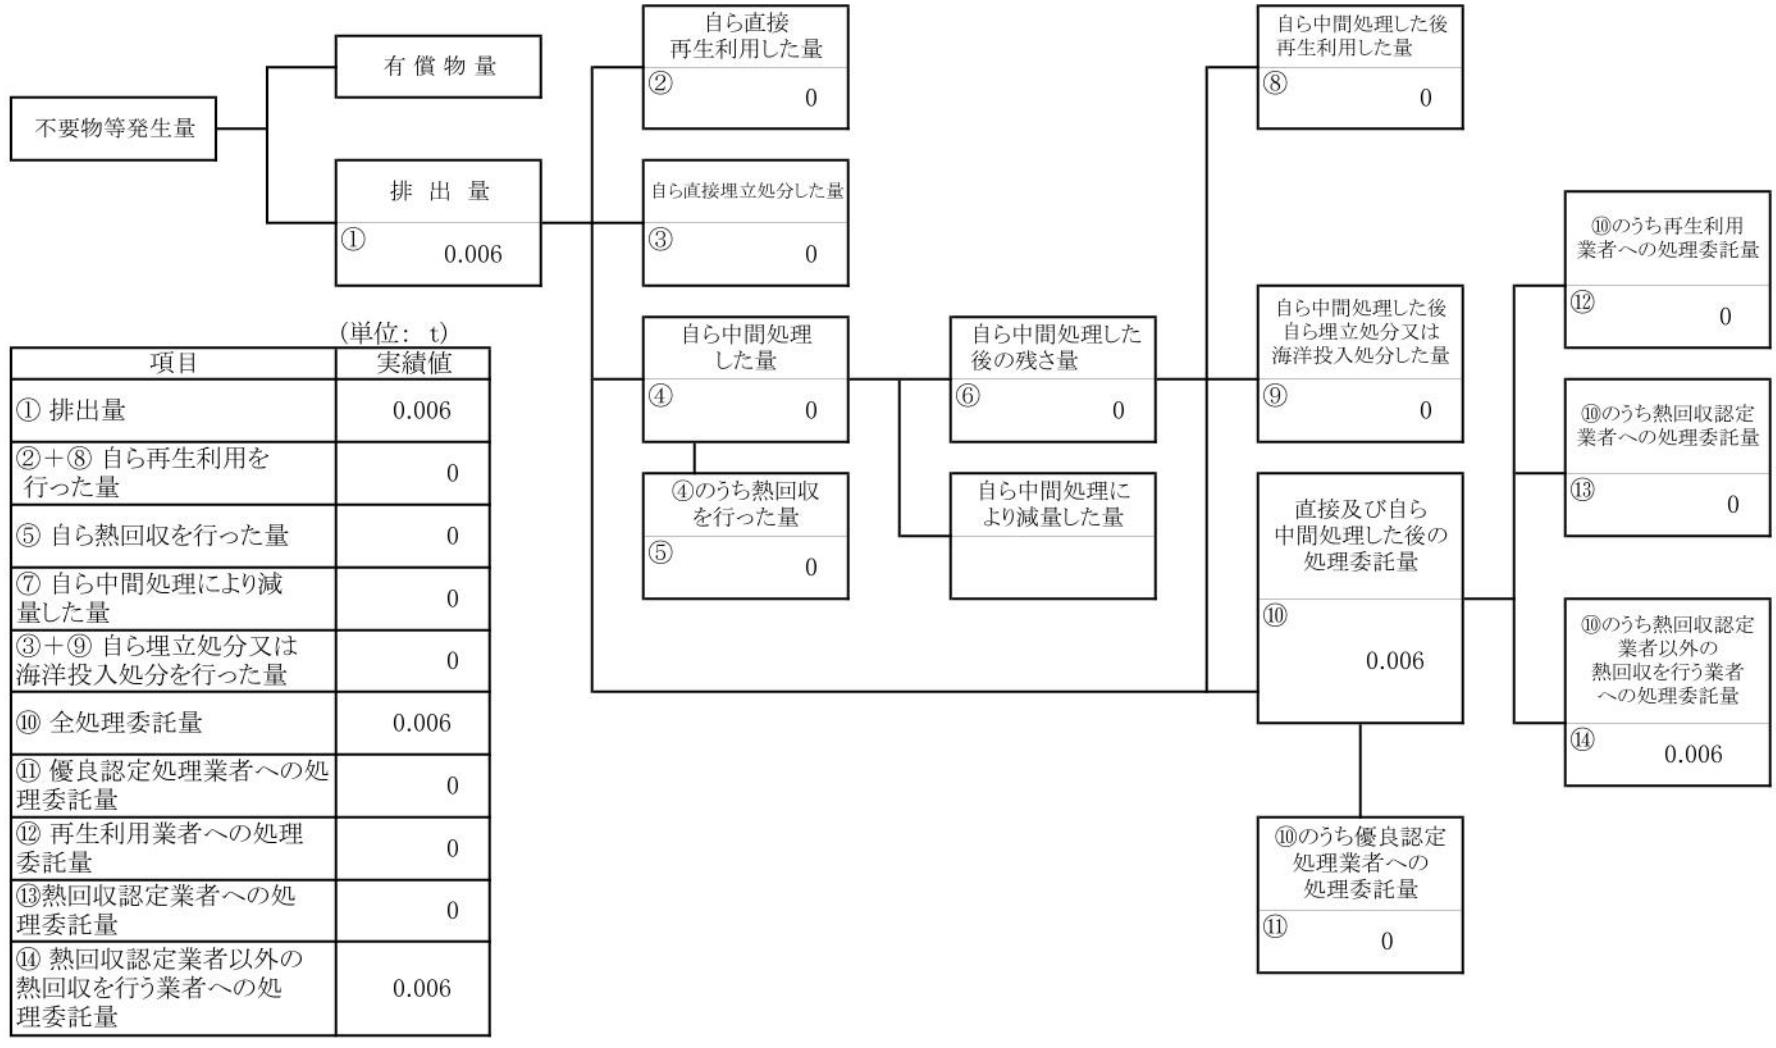 不要物等発生量
有 償 物 量
排 出 量
①
0.006
自ら直接
再生利用した量
②
0
自ら直接埋立処分した量
③
0
自ら中間処理
した量
④
0
④のうち熱回収
を行った量
⑤
0
自ら中間処理した
後の残さ量
⑥
0
自ら中間処理に
より減量した量
自ら中間処理した後
再生利用した量
⑧
0
自ら中間処理した後
自ら埋立処分又は
海洋投入処分した量
⑨
0
直接及び自ら
中間処理した後の
処理委託量
⑩
0.006
⑩のうち優良認定
処理業者への
処理委託量
⑪
0
⑩のうち再生利用
業者への処理委託量
⑫
0
⑩のうち熱回収認定
業者への処理委託量
⑬
0
⑩のうち熱回収認定
業者以外の
熱回収を行う業者
への処理委託量
⑭
0.006
(単位: t)
項目 実績値
① 排出量 0.006
②+⑧ 自ら再生利用を
行った量 0
⑤ 自ら熱回収を行った量 0
⑦ 自ら中間処理により減
量した量 0
③+⑨ 自ら埋立処分又は
海洋投入処分を行った量 0
⑩ 全処理委託量 0.006
⑪ 優良認定処理業者への処
理委託量 0
⑫ 再生利用業者への処理
委託量 0
⑬熱回収認定業者への処
理委託量 0
⑭ 熱回収認定業者以外の
熱回収を行う業者への処
理委託量 0.006